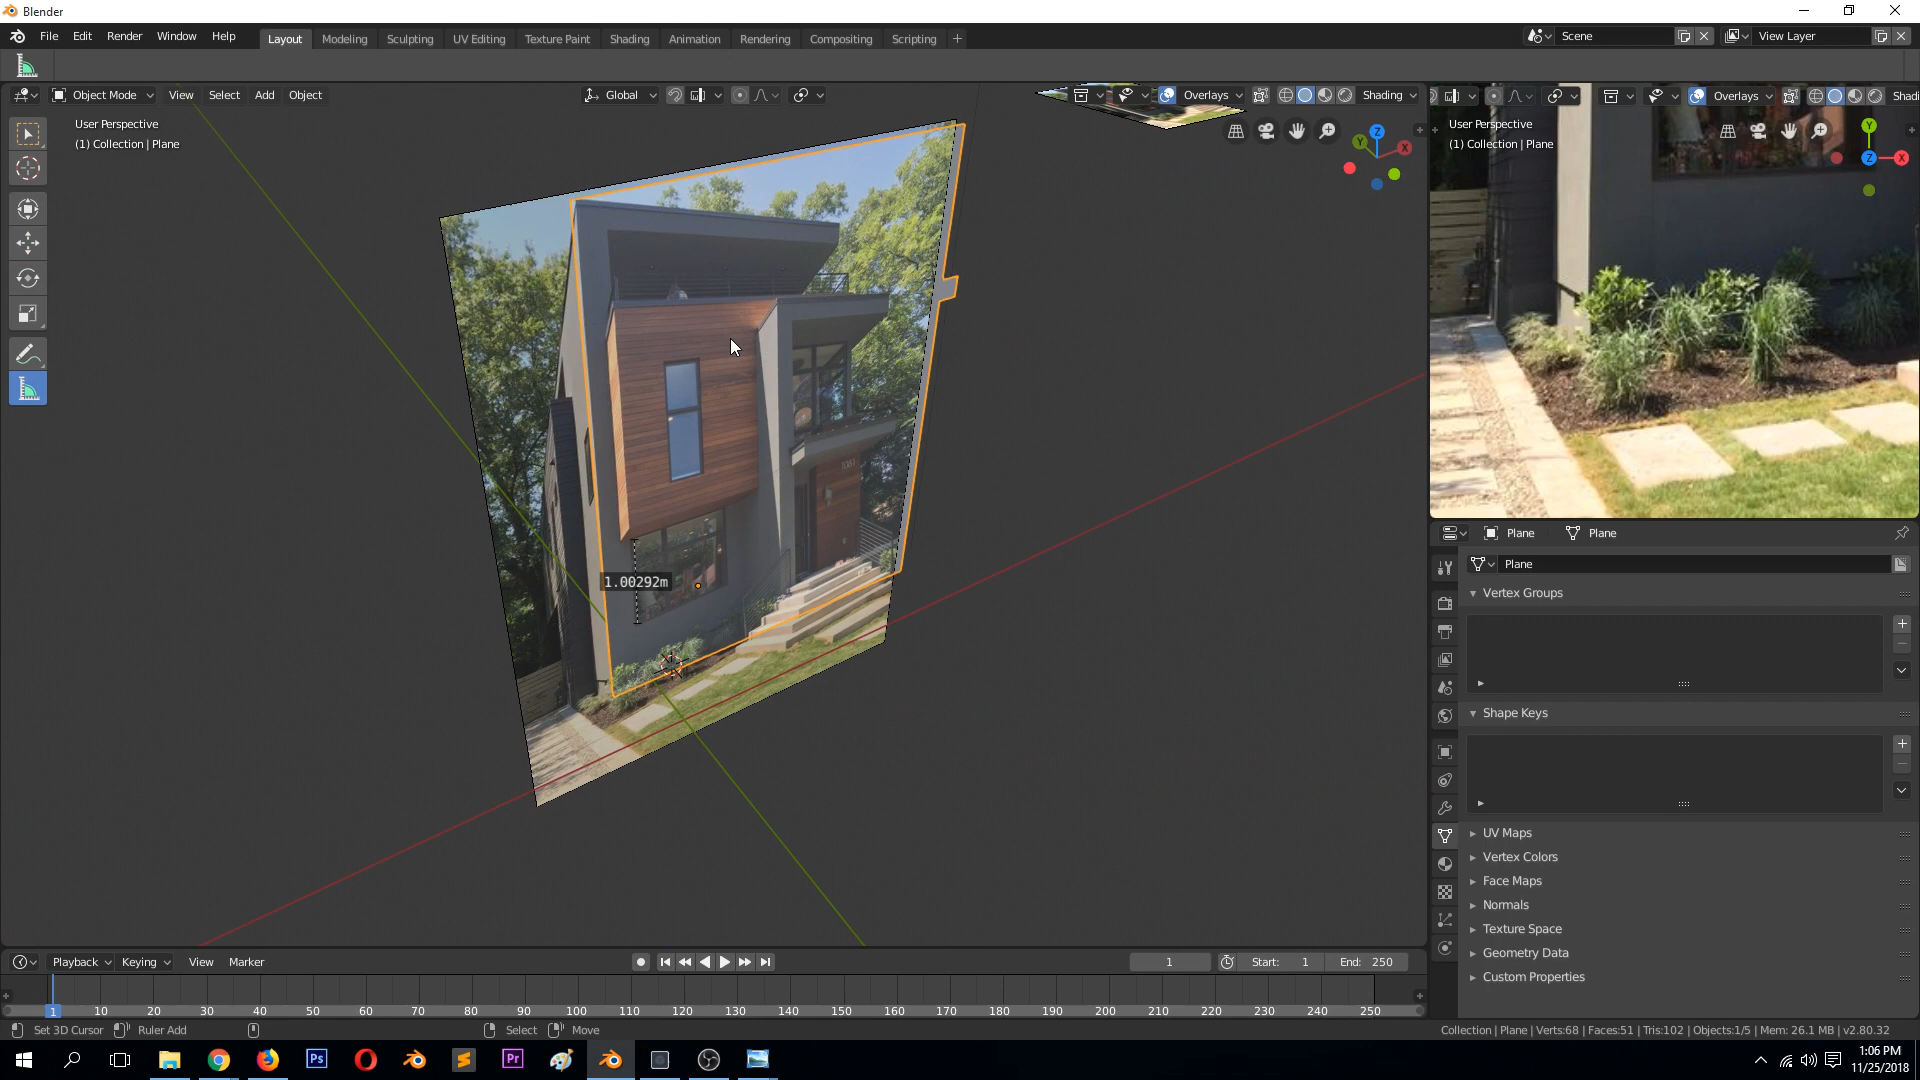 Blender
File Edit Render Window Help Layout Modeling Sculpting UV Editing Texture Paint Shading Animation Rendering Compositing Scripting + Scene View Layer
Object Mode View Select Add Object Global Overlays Shading Overlays Shadi
User Perspective
(1) Collection | Plane
Z
Y
X
User Perspective
(1) Collection | Plane
Y
Z
X
1081
1.00292m
Plane Plane
Plane
Vertex Groups
Shape Keys
UV Maps
Vertex Colors
Face Maps
Normals
Texture Space
Geometry Data
Custom Properties
Playback Keying View Marker 1 Start: 1 End: 250
1 10 20 30 40 50 60 70 80 90 100 110 120 130 140 150 160 170 180 190 200 210 220 230 240 250
Set 3D Cursor Ruler Add Select Move Collection | Plane | Verts:68 | Faces:51 | Tris:102 | Objects:1/5 | Mem: 26.1 MB | v2.80.32
Ps Pr
1:06 PM
11/25/2018